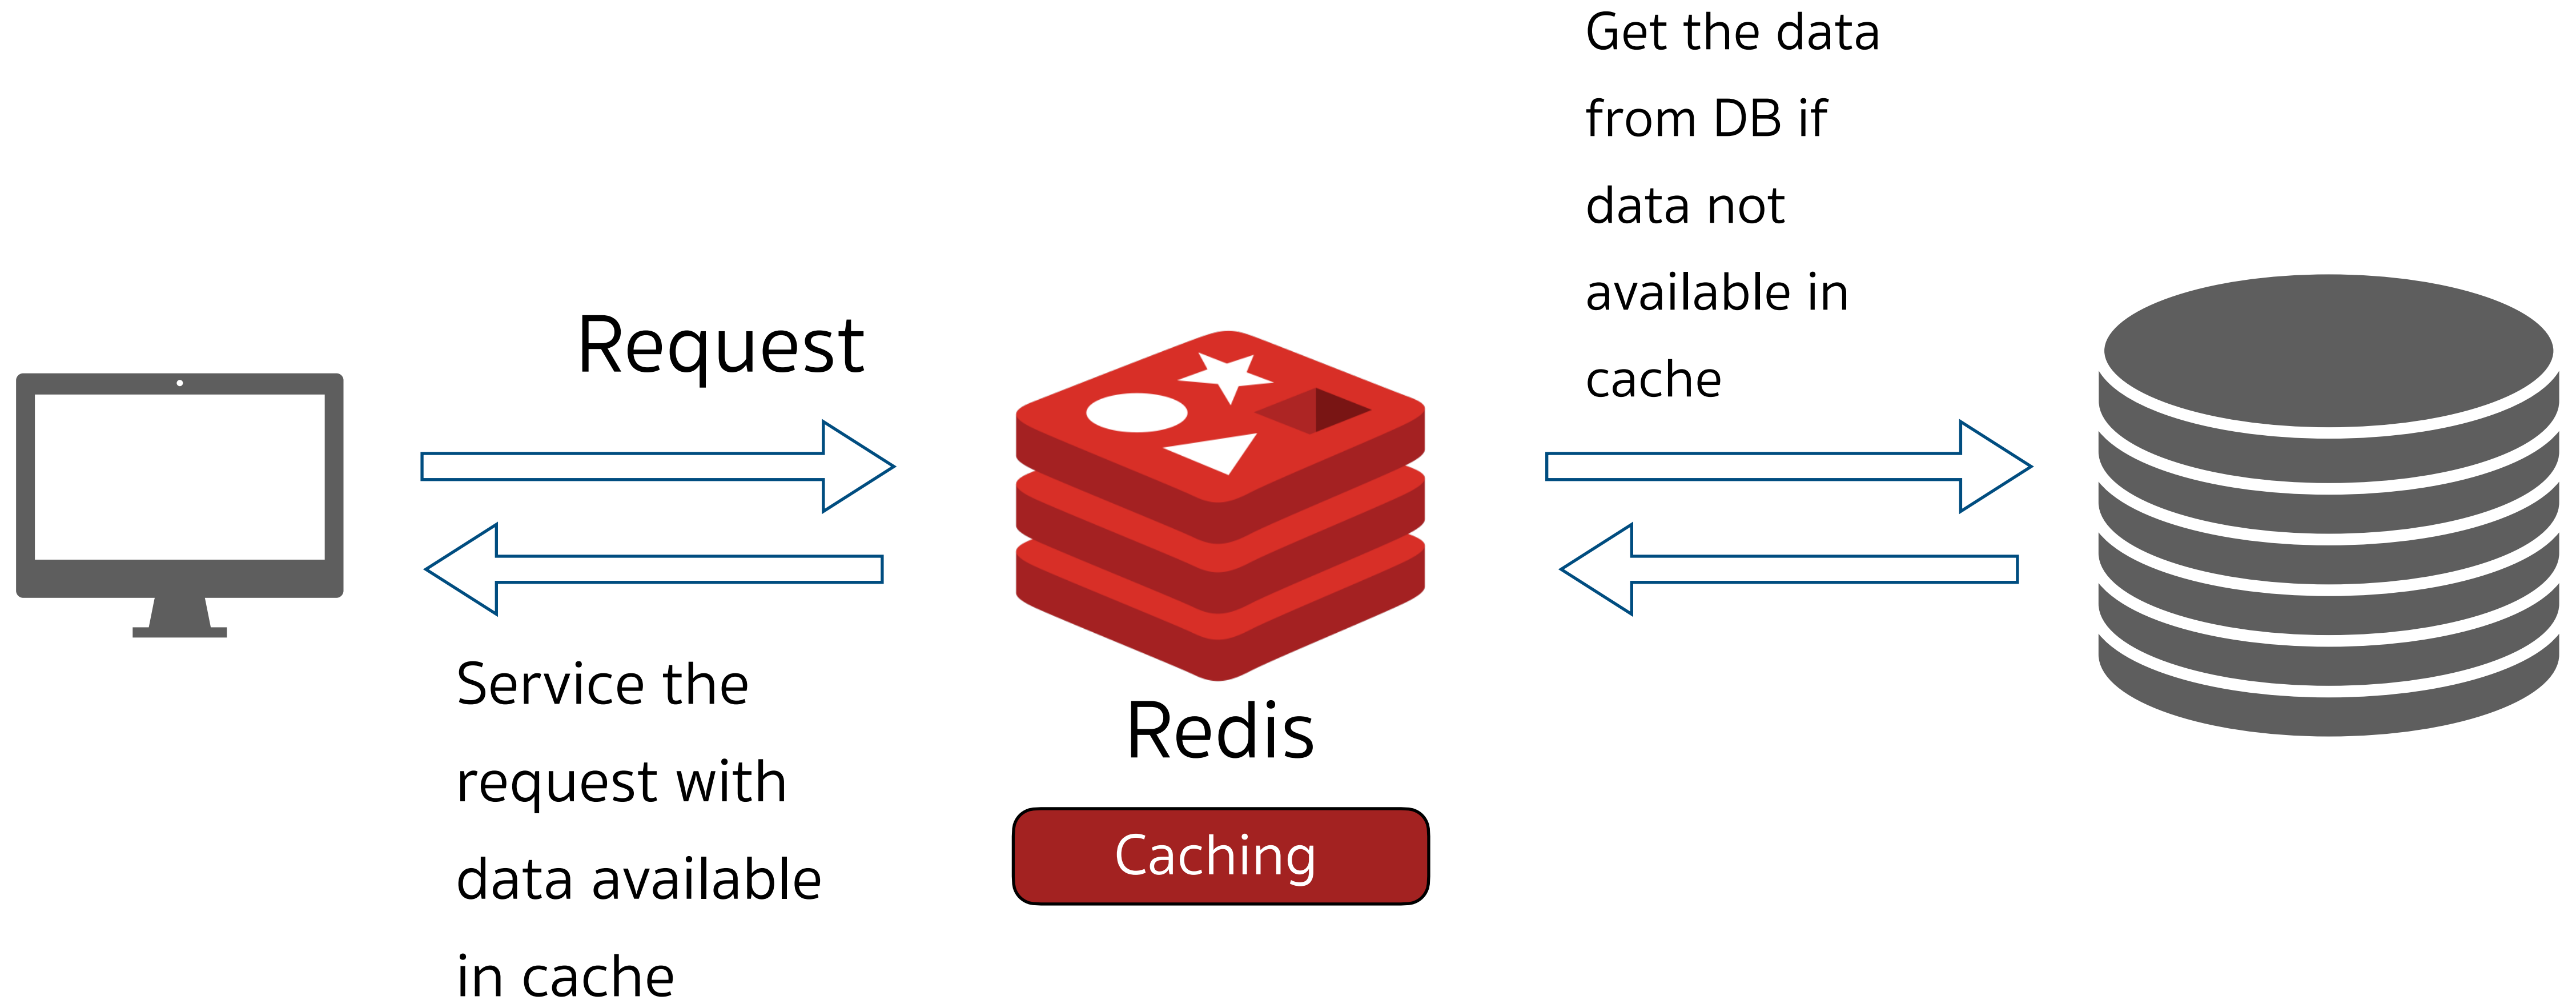 Get the data
from DB if
data not
available in
cache
Request
Service the
request with
data available
in cache
Redis
Caching